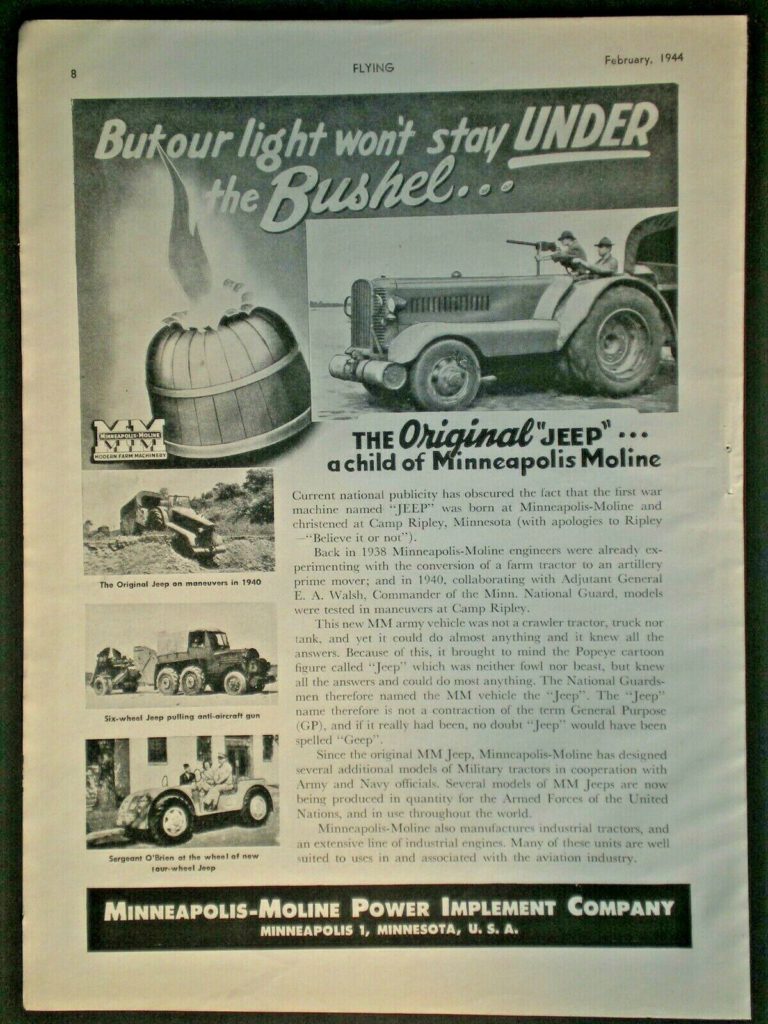 8
FLYING
February, 1944
But our light won't stay UNDER
the Bushel...
MM
MINNEAPOLIS-MOLINE
MODERN FARM MACHINERY
THE Original "JEEP" ...
a child of Minneapolis Moline
The Original Jeep on maneuvers in 1940
Six-wheel Jeep pulling anti-aircraft gun
Sergeant O'Brien at the wheel of new
four-wheel Jeep
Current national publicity has obscured the fact that the first war
machine named "JEEP" was born at Minneapolis-Moline and
christened at Camp Ripley, Minnesota (with apologies to Ripley
—"Believe it or not").
Back in 1938 Minneapolis-Moline engineers were already ex-
perimenting with the conversion of a farm tractor to an artillery
prime mover; and in 1940, collaborating with Adjutant General
E. A. Walsh, Commander of the Minn. National Guard, models
were tested in maneuvers at Camp Ripley.
This new MM army vehicle was not a crawler tractor, truck nor
tank, and yet it could do almost anything and it knew all the
answers. Because of this, it brought to mind the Popeye cartoon
figure called "Jeep" which was neither fowl nor beast, but knew
all the answers and could do most anything. The National Guards-
men therefore named the MM vehicle the "Jeep". The "Jeep"
name therefore is not a contraction of the term General Purpose
(GP), and if it really had been, no doubt "Jeep" would have been
spelled "Geep".
Since the original MM Jeep, Minneapolis-Moline has designed
several additional models of Military tractors in cooperation with
Army and Navy officials. Several models of MM Jeeps are now
being produced in quantity for the Armed Forces of the United
Nations, and in use throughout the world.
Minneapolis-Moline also manufactures industrial tractors, and
an extensive line of industrial engines. Many of these units are well
suited to uses in and associated with the aviation industry.
MINNEAPOLIS-MOLINE POWER IMPLEMENT COMPANY
MINNEAPOLIS 1, MINNESOTA, U. S. A.